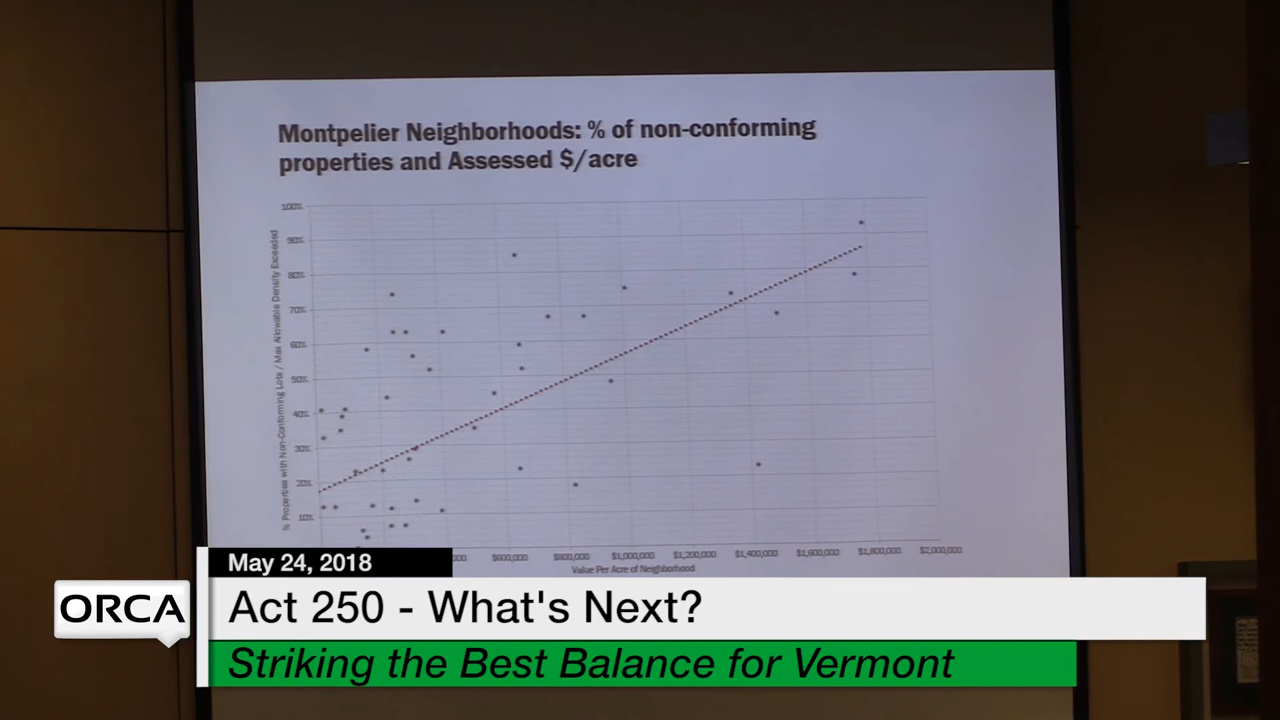 Montpelier Neighborhoods: % of non-conforming
properties and Assessed $/acre
% Properties with Non-Conforming Lots / Max Allowable Density Exceeded
100%
90%
80%
70%
60%
50%
40%
30%
20%
10%
$600,000 $800,000 $1,000,000 $1,200,000 $1,400,000 $1,600,000 $1,800,000 $2,000,000
Value Per Acre of Neighborhood
May 24, 2018
ORCA
Act 250 - What's Next?
Striking the Best Balance for Vermont